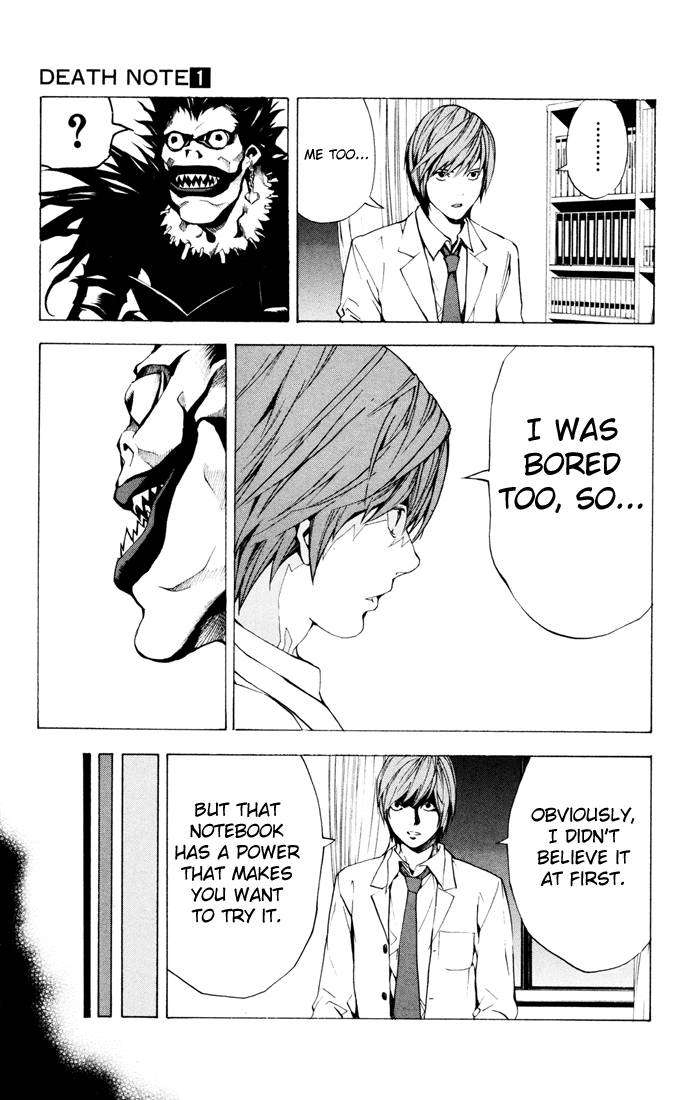 DEATH NOTE 1
.........
ME TOO...
?
I WAS
BORED
TOO, SO...
OBVIOUSLY,
I DIDN'T
BELIEVE IT
AT FIRST.
BUT THAT
NOTEBOOK
HAS A POWER
THAT MAKES
YOU WANT
TO TRY IT.